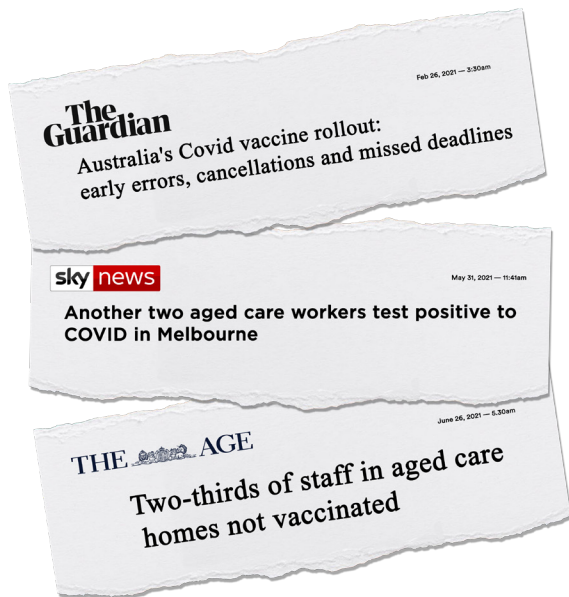 Feb 26, 2021 — 3:30am
The
Guardian
Australia's Covid vaccine rollout:
early errors, cancellations and missed deadlines
sky news
May 31, 2021 — 11:41am
Another two aged care workers test positive to
COVID in Melbourne
June 26, 2021 — 5.30am
THE AGE
Two-thirds of staff in aged care
homes not vaccinated